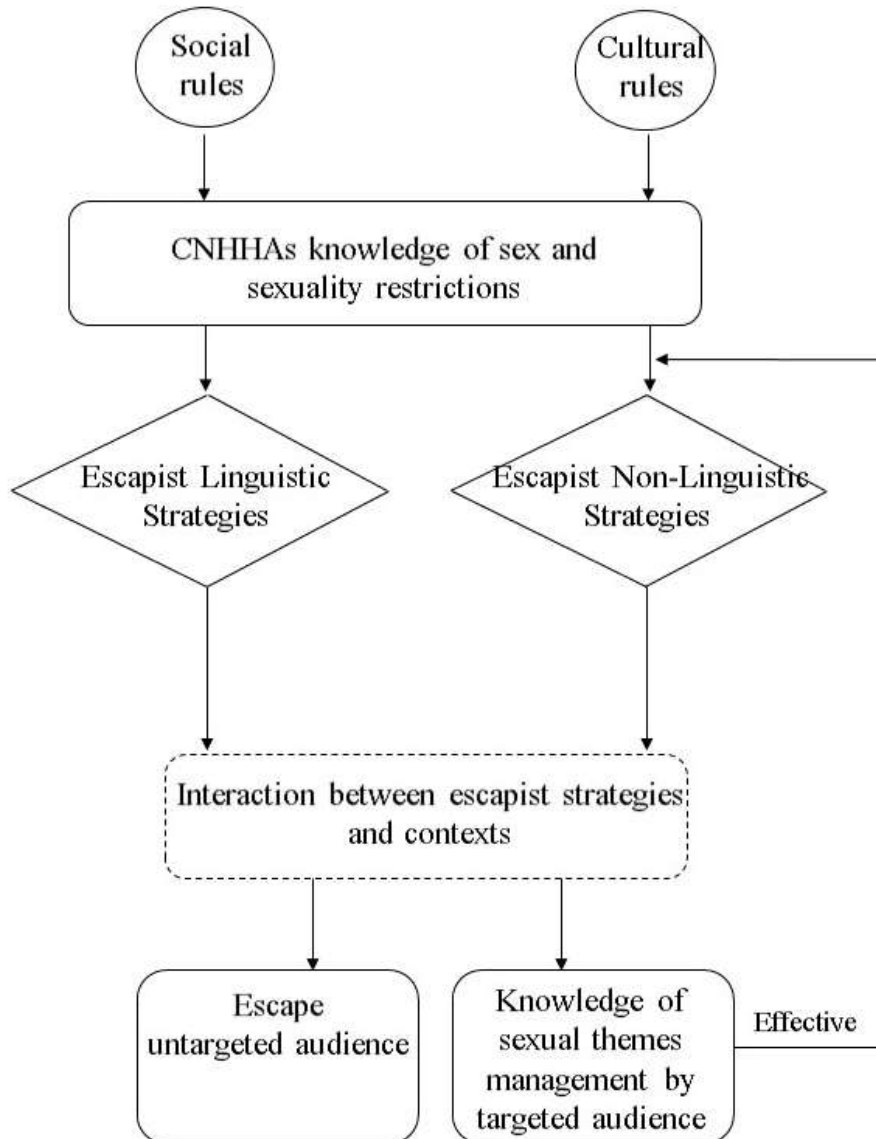 Social
rules
Cultural
rules
CNHHAs knowledge of sex and
sexuality restrictions
Escapist Linguistic
Strategies
Escapist Non-Linguistic
Strategies
Interaction between escapist strategies
and contexts
Escape
untargeted audience
Knowledge of
sexual themes
management by
targeted audience
Effective